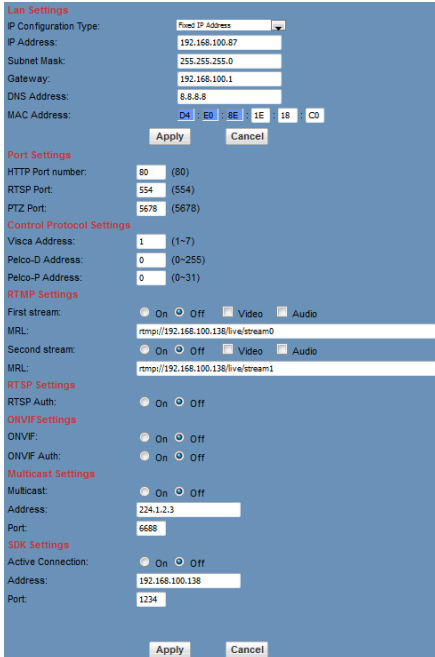 Lan Settings
IP Configuration Type: Fixed IP Address
IP Address: 192.168.100.87
Subnet Mask: 255.255.255.0
Gateway: 192.168.100.1
DNS Address: 8.8.8.8
MAC Address: D4 : E0 : 8E : 1E : 18 : C0
Apply Cancel
Port Settings
HTTP Port number: 80 (80)
RTSP Port: 554 (554)
PTZ Port: 5678 (5678)
Control Protocol Settings
Visca Address: 1 (1~7)
Pelco-D Address: 0 (0~255)
Pelco-P Address: 0 (0~31)
RTMP Settings
First stream: On Off Video Audio
MRL: rtmp://192.168.100.138/live/stream0
Second stream: On Off Video Audio
MRL: rtmp://192.168.100.138/live/stream1
RTSP Settings
RTSP Auth: On Off
ONVIFSettings
ONVIF: On Off
ONVIF Auth: On Off
Multicast Settings
Multicast: On Off
Address: 224.1.2.3
Port: 6688
SDK Settings
Active Connection: On Off
Address: 192.168.100.138
Port: 1234
Apply Cancel